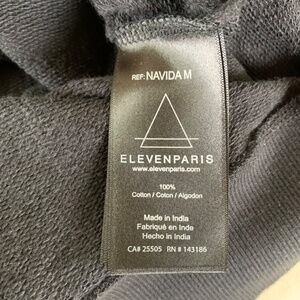 REF: NAVIDA M
ELEVENPARIS
www.elevenparis.com
100%
Cotton / Coton / Algodon
Made in India
Fabriqué en Inde
Hecho in India
CA# 25505 RN # 143186